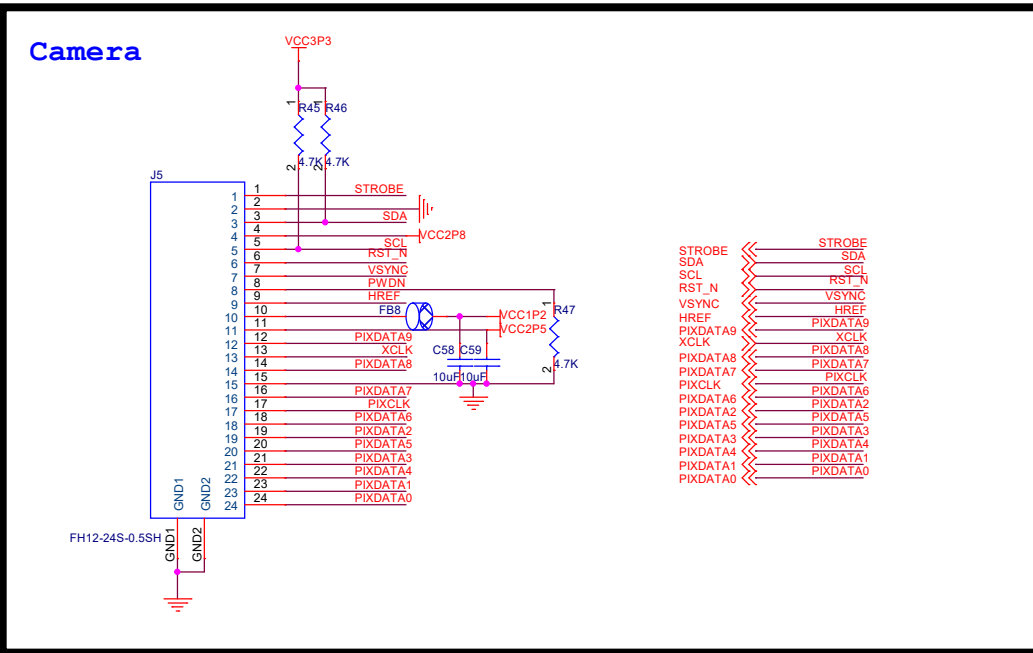 Camera
VCC3P3
1 1
R45 R46
4.7K 4.7K
2 2
J5
1 1 STROBE
2 2
3 3 SDA
4 4 VCC2P8
5 5 SCL
6 6 RST_N
7 7 VSYNC
8 8 PWDN
9 9 HREF
10 10 FB8 VCC1P2
11 11 VCC2P5
12 12 PIXDATA9
13 13 XCLK
14 14 PIXDATA8
15 15
16 16 PIXDATA7
17 17 PIXCLK
18 18 PIXDATA6
19 19 PIXDATA2
20 20 PIXDATA5
21 21 PIXDATA3
22 22 PIXDATA4
23 23 PIXDATA1
24 24 PIXDATA0
1
R47
4.7K
2
C58 C59
10uF 10uF
GND1 GND2
GND1 GND2
FH12-24S-0.5SH
STROBE STROBE
SDA SDA
SCL SCL
RST_N RST_N
VSYNC VSYNC
HREF HREF
PIXDATA9 PIXDATA9
XCLK XCLK
PIXDATA8 PIXDATA8
PIXDATA7 PIXDATA7
PIXCLK PIXCLK
PIXDATA6 PIXDATA6
PIXDATA2 PIXDATA2
PIXDATA5 PIXDATA5
PIXDATA3 PIXDATA3
PIXDATA4 PIXDATA4
PIXDATA1 PIXDATA1
PIXDATA0 PIXDATA0